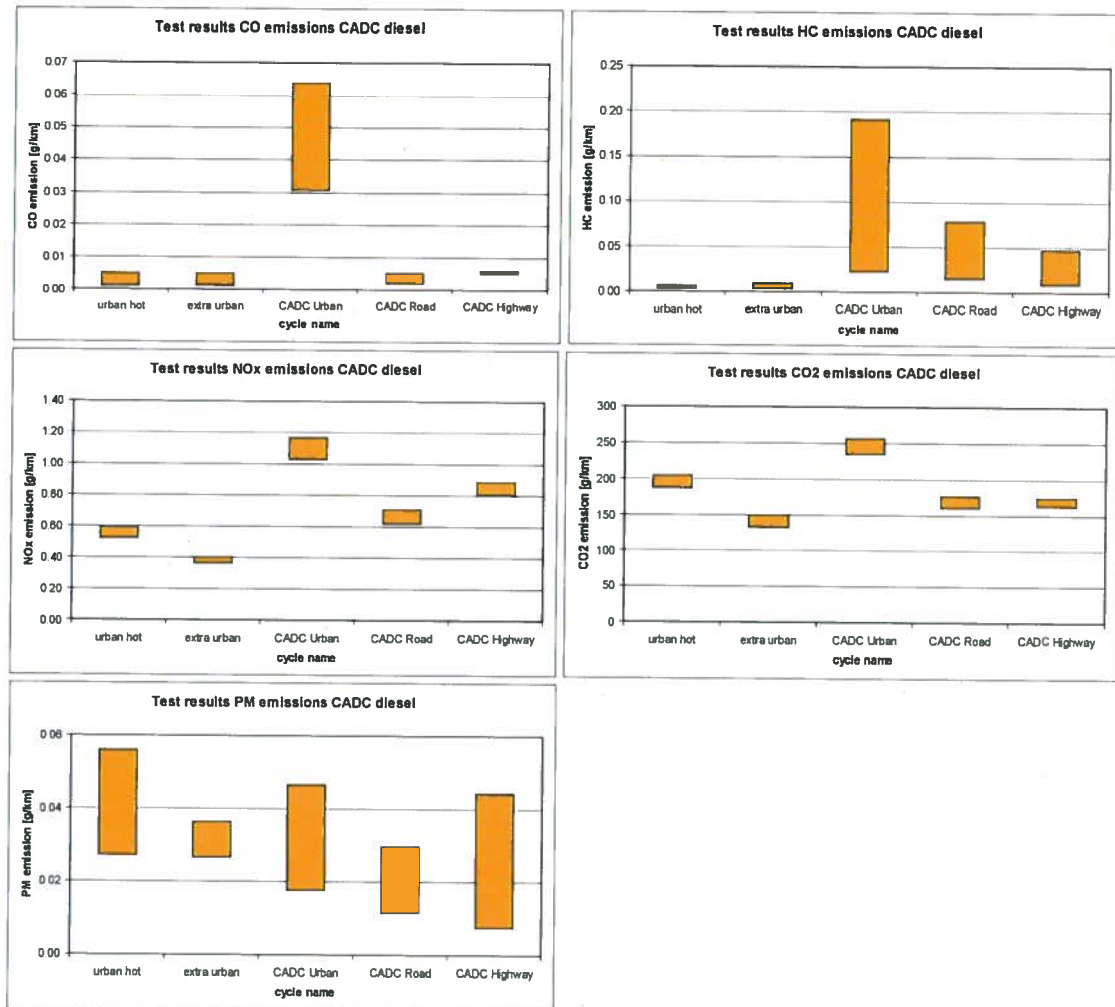 Test results CO emissions CADC diesel
CO emission [g/km]
0.07
0.06
0.05
0.04
0.03
0.02
0.01
0.00
urban hot
extra urban
CADC Urban
CADC Road
CADC Highway
cycle name
Test results HC emissions CADC diesel
HC emission [g/km]
0.25
0.20
0.15
0.10
0.05
0.00
urban hot
extra urban
CADC Urban
CADC Road
CADC Highway
cycle name
Test results NOx emissions CADC diesel
NOx emission [g/km]
1.40
1.20
1.00
0.80
0.60
0.40
0.20
0.00
urban hot
extra urban
CADC Urban
CADC Road
CADC Highway
cycle name
Test results CO2 emissions CADC diesel
CO2 emission [g/km]
300
250
200
150
100
50
0
urban hot
extra urban
CADC Urban
CADC Road
CADC Highway
cycle name
Test results PM emissions CADC diesel
PM emission [g/km]
0.06
0.04
0.02
0.00
urban hot
extra urban
CADC Urban
CADC Road
CADC Highway